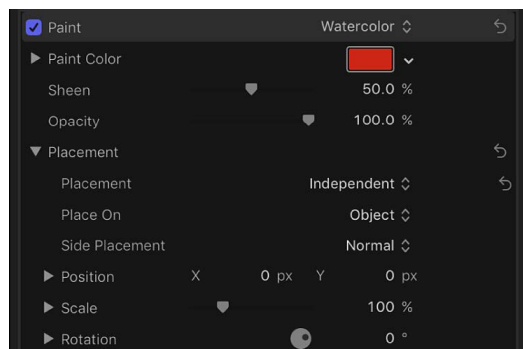 Paint Watercolor
Paint Color
Sheen 50.0 %
Opacity 100.0 %
Placement
Placement Independent
Place On Object
Side Placement Normal
Position X 0 px Y 0 px
Scale 100 %
Rotation 0 °